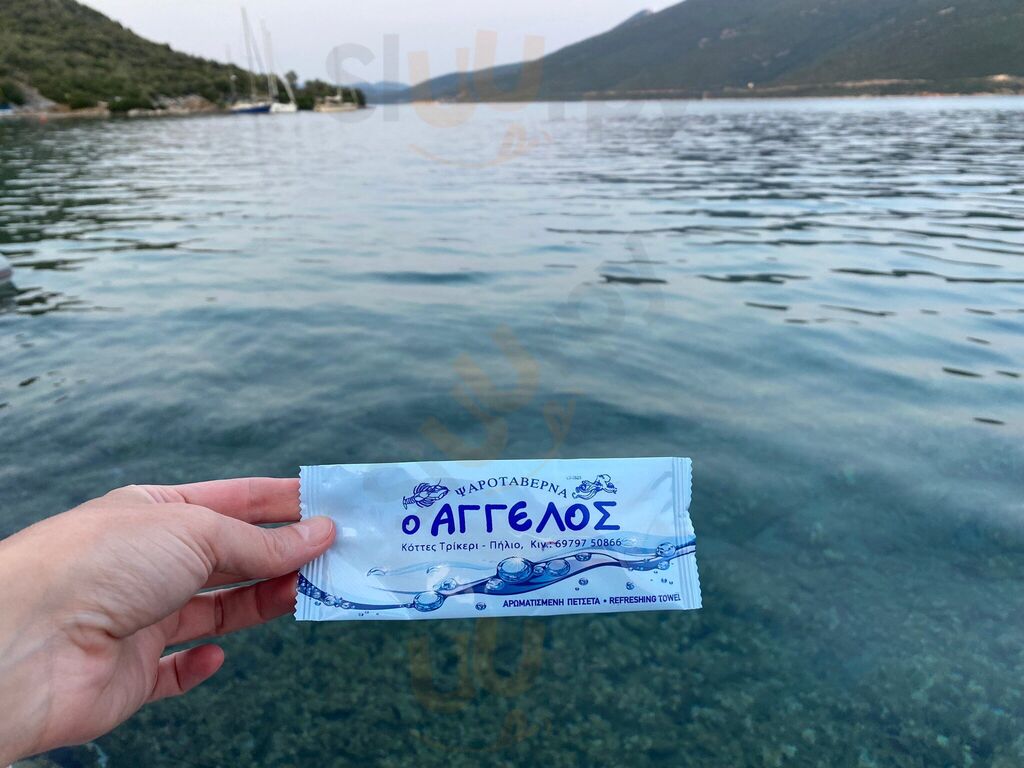 ΨΑΡΟΤΑΒΕΡΝΑ
ο ΑΓΓΕΛΟΣ
Κόττες Τρίκερι - Πήλιο, Κιν.: 69797 50866
ΑΡΩΜΑΤΙΣΜΕΝΗ ΠΕΤΣΕΤΑ • REFRESHING TOWEL